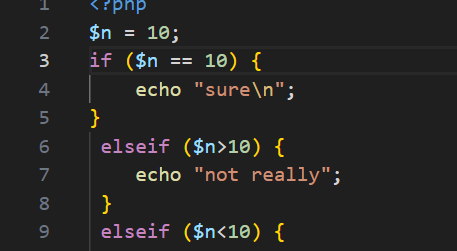 1 <?php
2 $n = 10;
3 if ($n == 10) {
4     echo "sure\n";
5 }
6  elseif ($n>10) {
7     echo "not really";
8  }
9  elseif ($n<10) {